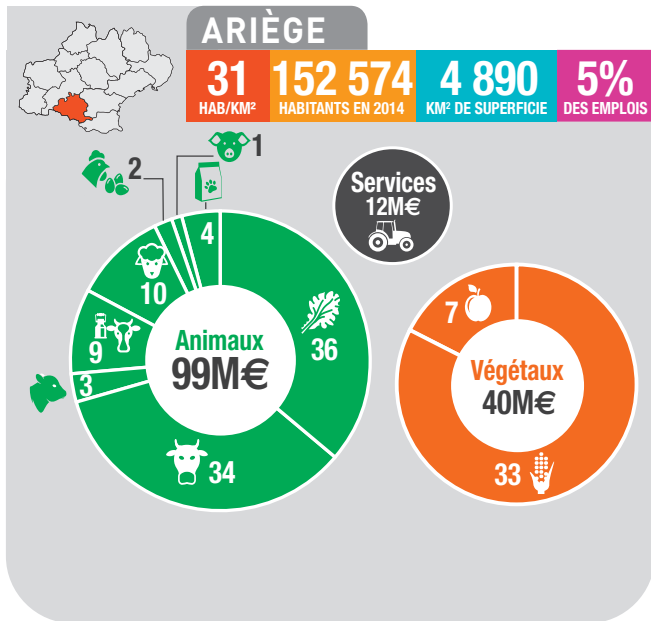 ARIÈGE
31
HAB/KM²
152 574
HABITANTS EN 2014
4 890
KM² DE SUPERFICIE
5%
DES EMPLOIS
1
2
Services
12M€
4
10
36
9
Animaux
99M€
3
34
7
Végétaux
40M€
33